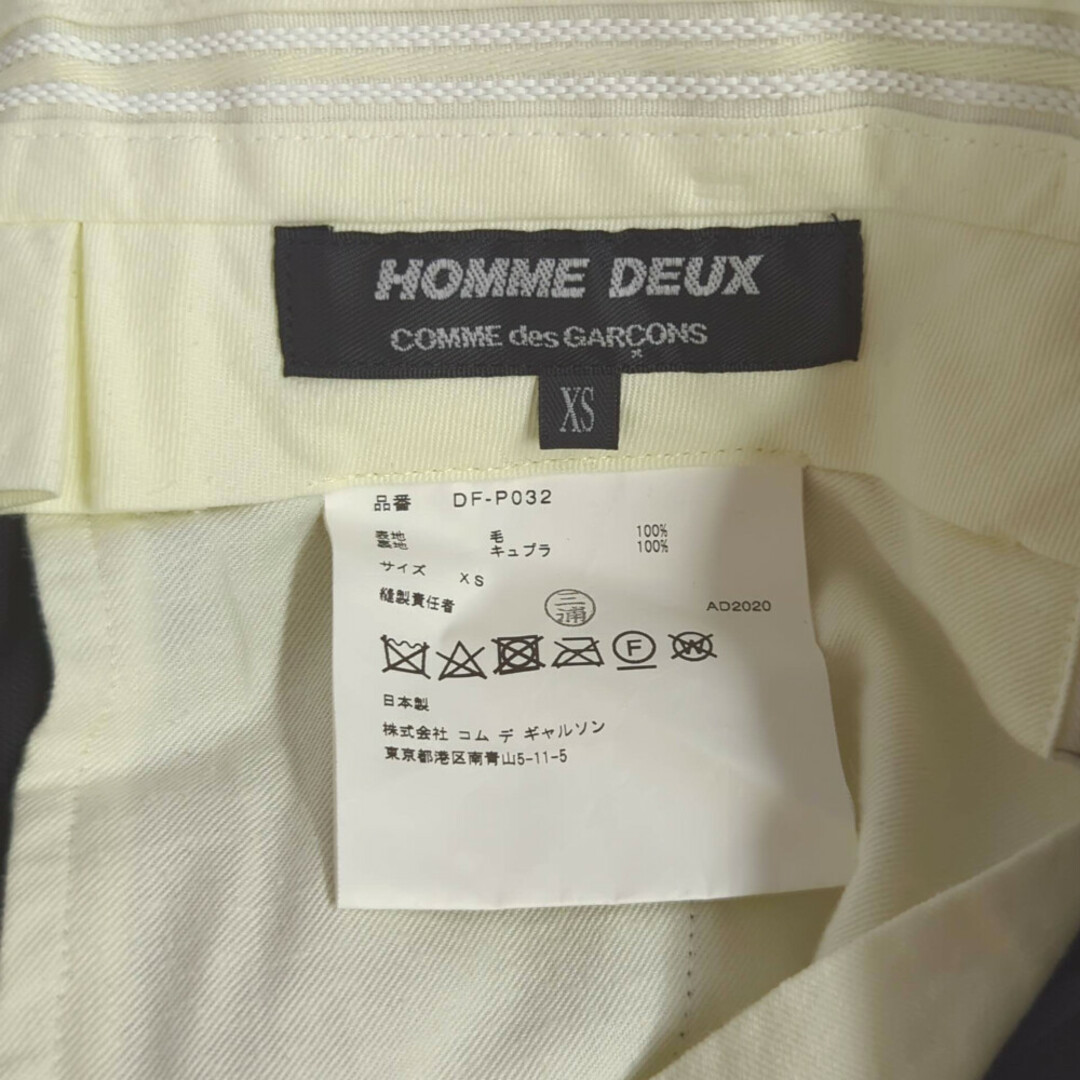 HOMME DEUX
COMME des GARÇONS
XS
品番 DF-P032
表地 毛 100%
裏地 キュプラ 100%
サイズ XS
縫製責任者 三浦 AD2020
F W
日本製
株式会社 コム デ ギャルソン
東京都港区南青山5-11-5